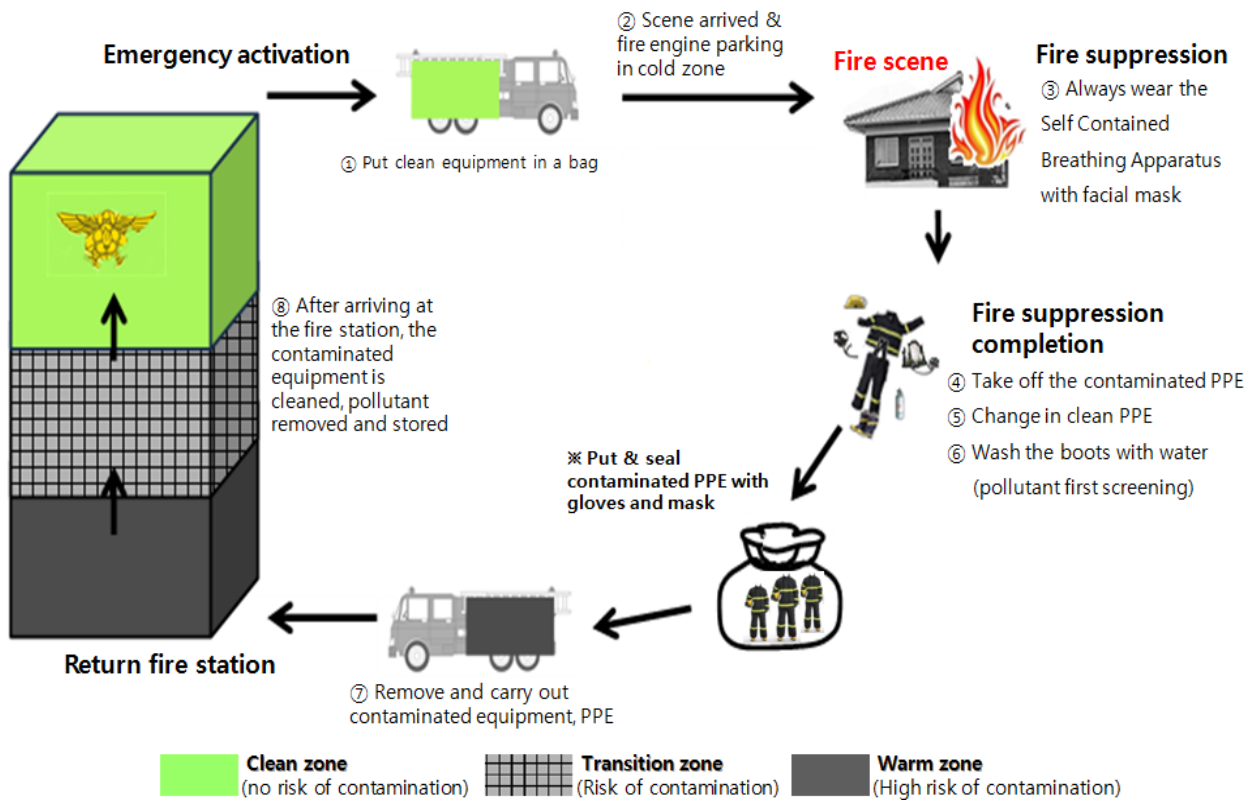 Emergency activation
① Put clean equipment in a bag
② Scene arrived &
fire engine parking
in cold zone
Fire scene
Fire suppression
③ Always wear the
Self Contained
Breathing Apparatus
with facial mask
Fire suppression
completion
④ Take off the contaminated PPE
⑤ Change in clean PPE
⑥ Wash the boots with water
(pollutant first screening)
※ Put & seal
contaminated PPE with
gloves and mask
⑦ Remove and carry out
contaminated equipment, PPE
Return fire station
⑧ After arriving at
the fire station, the
contaminated
equipment is
cleaned, pollutant
removed and stored
Clean zone
(no risk of contamination)
Transition zone
(Risk of contamination)
Warm zone
(High risk of contamination)